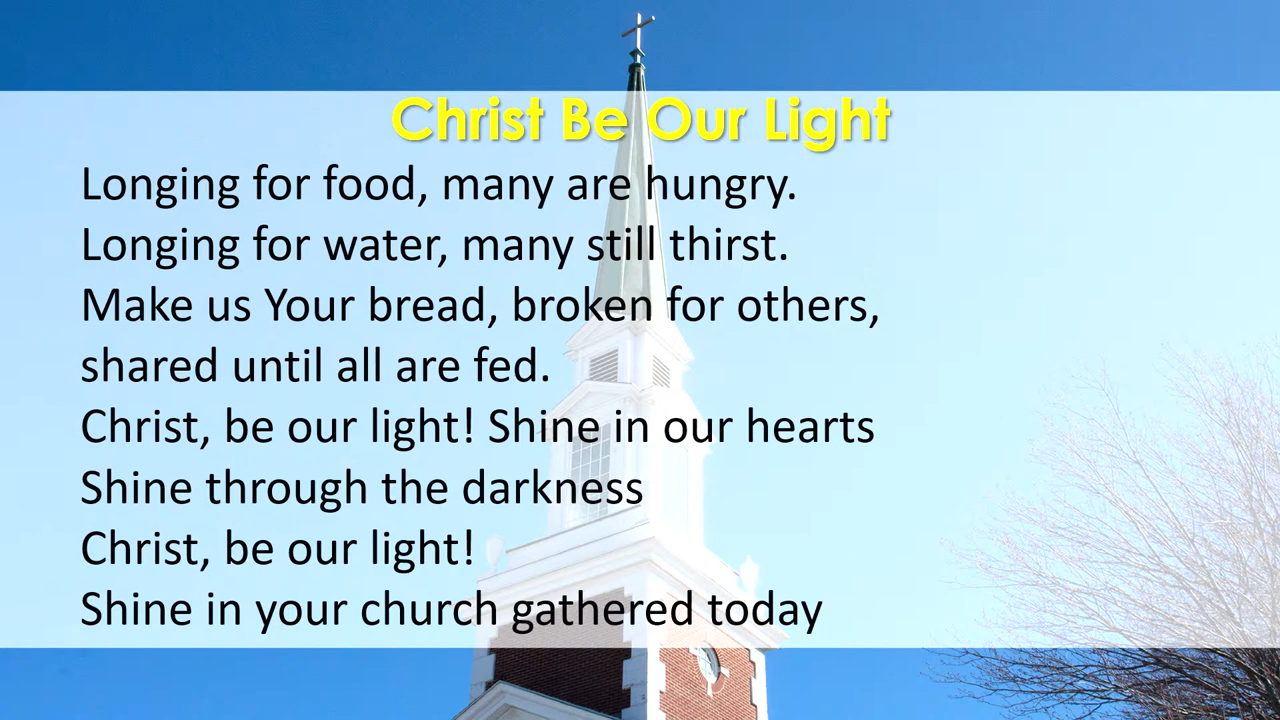 Christ Be Our Light
Longing for food, many are hungry.
Longing for water, many still thirst.
Make us Your bread, broken for others,
shared until all are fed.
Christ, be our light! Shine in our hearts
Shine through the darkness
Christ, be our light!
Shine in your church gathered today